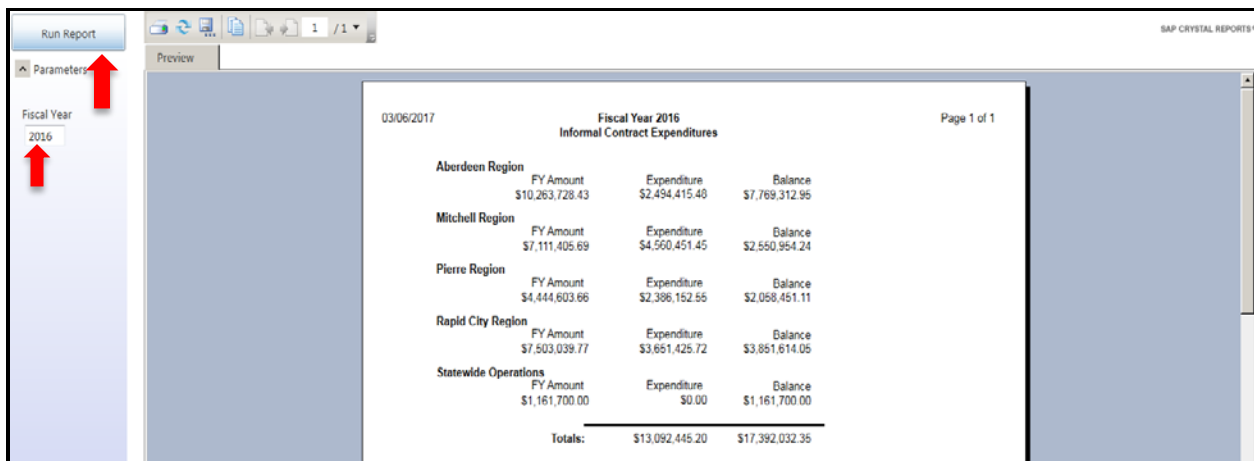 Run Report
1 /1
SAP CRYSTAL REPORTS
Parameters
Preview
Fiscal Year
2016
03/06/2017 Fiscal Year 2016 Page 1 of 1
Informal Contract Expenditures
Aberdeen Region
FY Amount Expenditure Balance
$10,263,728.43 $2,494,415.48 $7,769,312.95
Mitchell Region
FY Amount Expenditure Balance
$7,111,405.69 $4,560,451.45 $2,550,954.24
Pierre Region
FY Amount Expenditure Balance
$4,444,603.66 $2,386,152.55 $2,058,451.11
Rapid City Region
FY Amount Expenditure Balance
$7,503,039.77 $3,651,425.72 $3,851,614.05
Statewide Operations
FY Amount Expenditure Balance
$1,161,700.00 $0.00 $1,161,700.00
Totals: $13,092,445.20 $17,392,032.35